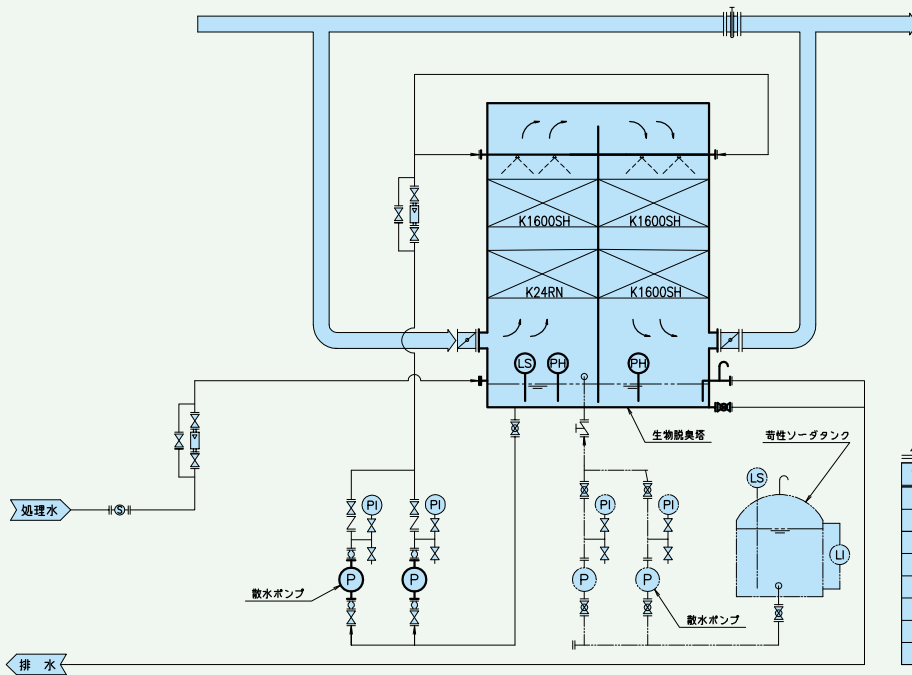 K1600SH K1600SH
K24RN K1600SH
LS PH PH
生物脱臭塔
苛性ソーダタンク
LS
PI PI PI PI
処理水
S
LI
P P P P
散水ポンプ
散水ポンプ
排 水